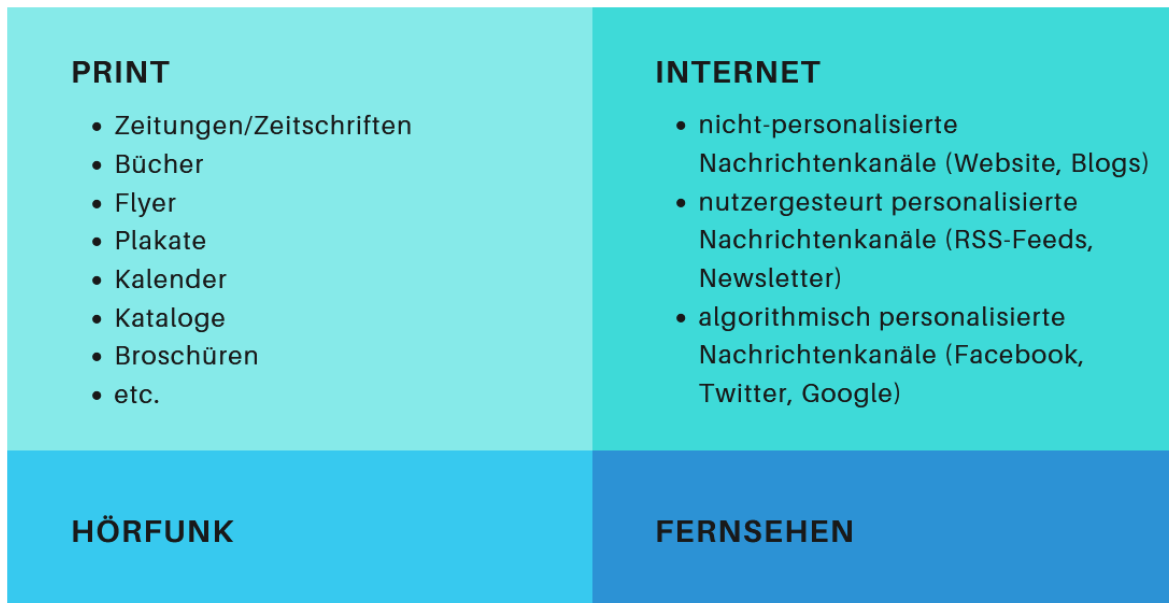 PRINT
• Zeitungen/Zeitschriften
• Bücher
• Flyer
• Plakate
• Kalender
• Kataloge
• Broschüren
• etc.
INTERNET
• nicht-personalisierte
Nachrichtenkanäle (Website, Blogs)
• nutzergesteurt personalisierte
Nachrichtenkanäle (RSS-Feeds,
Newsletter)
• algorithmisch personalisierte
Nachrichtenkanäle (Facebook,
Twitter, Google)
HÖRFUNK
FERNSEHEN